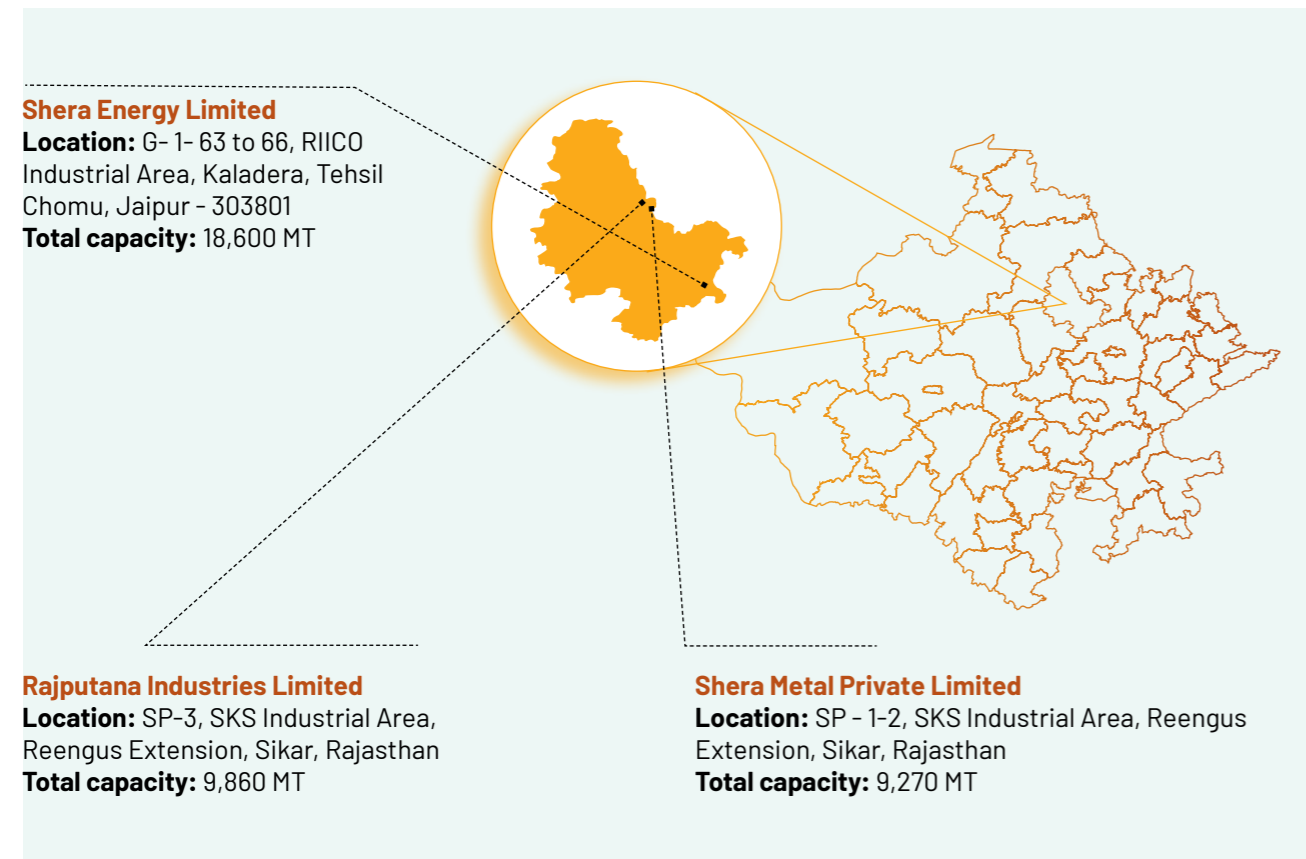 Shera Energy Limited
Location: G- 1- 63 to 66, RIICO
Industrial Area, Kaladera, Tehsil
Chomu, Jaipur - 303801
Total capacity: 18,600 MT
Rajputana Industries Limited
Location: SP-3, SKS Industrial Area,
Reengus Extension, Sikar, Rajasthan
Total capacity: 9,860 MT
Shera Metal Private Limited
Location: SP - 1-2, SKS Industrial Area, Reengus
Extension, Sikar, Rajasthan
Total capacity: 9,270 MT